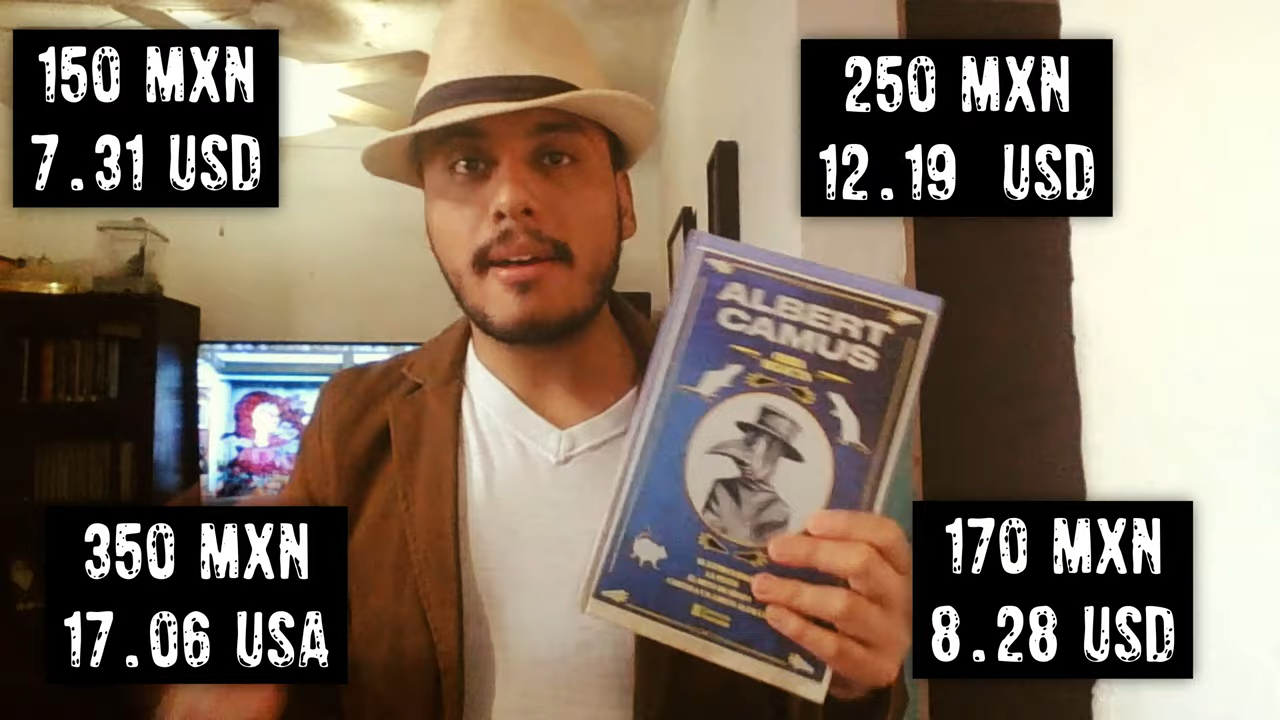 150 MXN
7.31 USD
250 MXN
12.19 USD
ALBERT
CAMUS
350 MXN
17.06 USA
170 MXN
8.28 USD